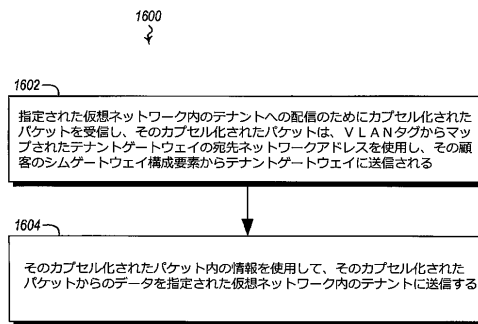 1600
1602
指定された仮想ネットワーク内のテナントへの配信のためにカプセル化された
パケットを受信し、そのカプセル化されたパケットは、ＶＬＡＮタグからマッ
プされたテナントゲートウェイの宛先ネットワークアドレスを使用し、その顧
客のシムゲートウェイ構成要素からテナントゲートウェイに送信される
1604
そのカプセル化されたパケット内の情報を使用して、そのカプセル化された
パケットからのデータを指定された仮想ネットワーク内のテナントに送信する